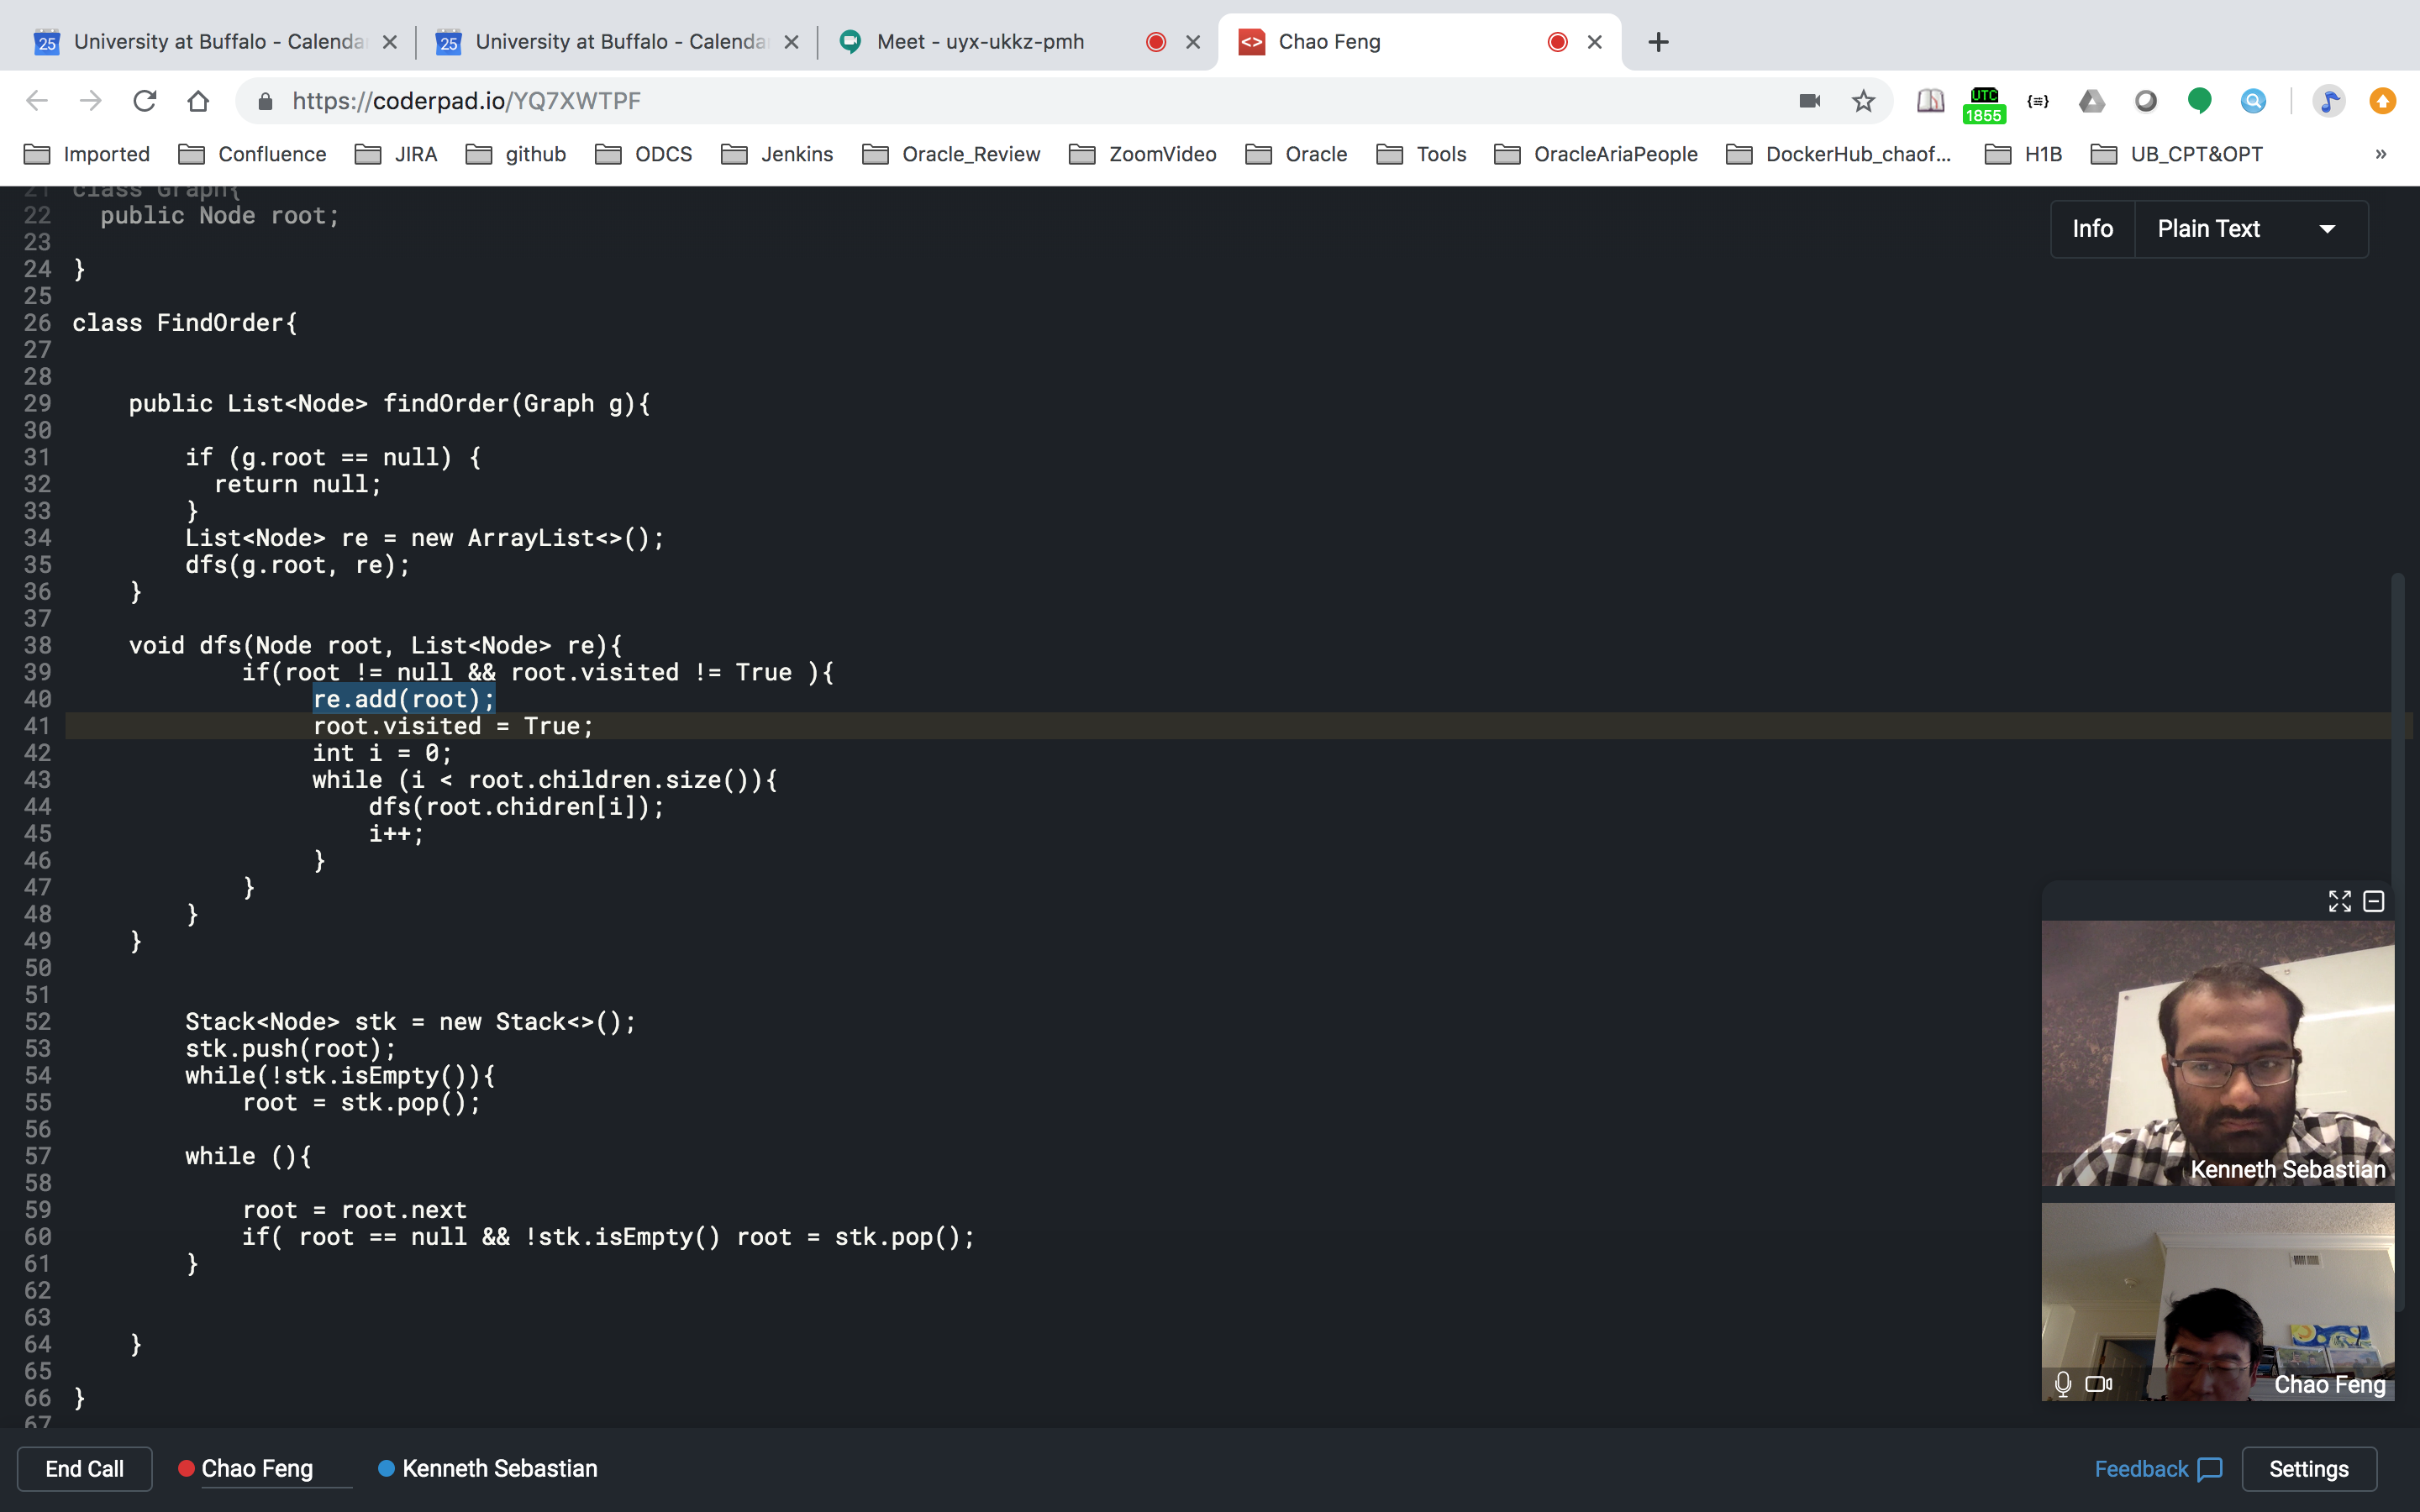 University at Buffalo - Calenda
University at Buffalo - Calenda
Meet - uyx-ukkz-pmh
Chao Feng
https://coderpad.io/YQ7XWTPF
UTC
1855
Imported
Confluence
JIRA
github
ODCS
Jenkins
Oracle_Review
ZoomVideo
Oracle
Tools
OracleAriaPeople
DockerHub_chaof...
H1B
UB_CPT&OPT
»
Info
Plain Text
21 class Graph{
22 public Node root;
23
24 }
25
26 class FindOrder{
27
28
29 public List<Node> findOrder(Graph g){
30
31 if (g.root == null) {
32 return null;
33 }
34 List<Node> re = new ArrayList<>();
35 dfs(g.root, re);
36 }
37
38 void dfs(Node root, List<Node> re){
39 if(root != null && root.visited != True ){
40 re.add(root);
41 root.visited = True;
42 int i = 0;
43 while (i < root.children.size()){
44 dfs(root.chidren[i]);
45 i++;
46 }
47 }
48 }
49 }
50
51
52 Stack<Node> stk = new Stack<>();
53 stk.push(root);
54 while(!stk.isEmpty()){
55 root = stk.pop();
56
57 while (){
58
59 root = root.next
60 if( root == null && !stk.isEmpty() root = stk.pop();
61 }
62
63
64 }
65
66 }
67
Kenneth Sebastian
Chao Feng
End Call
Chao Feng
Kenneth Sebastian
Feedback
Settings